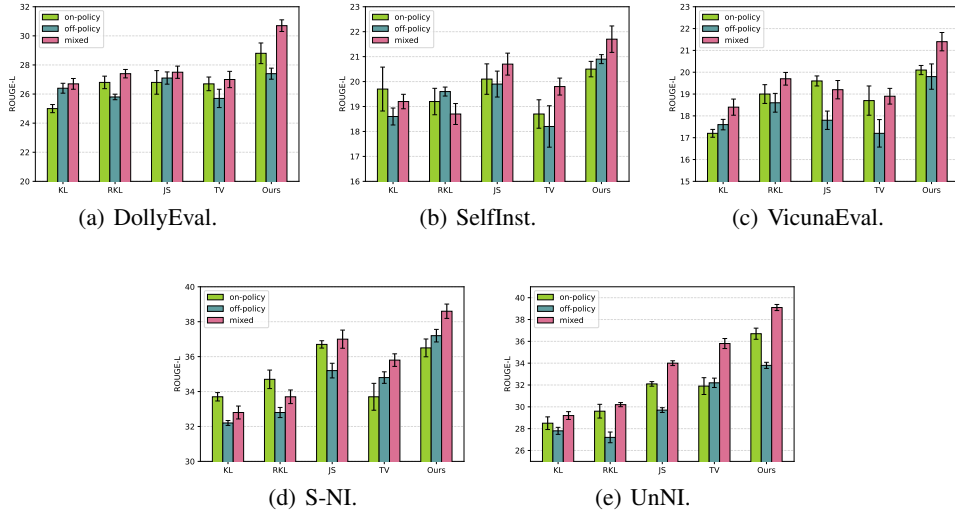 32
30
28
26
24
22
20
ROUGE-L
on-policy
off-policy
mixed
KL RKL JS TV Ours
(a) DollyEval.
23
22
21
20
19
18
17
16
ROUGE-L
on-policy
off-policy
mixed
KL RKL JS TV Ours
(b) SelfInst.
23
22
21
20
19
18
17
16
15
ROUGE-L
on-policy
off-policy
mixed
KL RKL JS TV Ours
(c) VicunaEval.
40
38
36
34
32
30
ROUGE-L
on-policy
off-policy
mixed
KL RKL JS TV Ours
(d) S-NI.
40
38
36
34
32
30
28
26
ROUGE-L
on-policy
off-policy
mixed
KL RKL JS TV Ours
(e) UnNI.